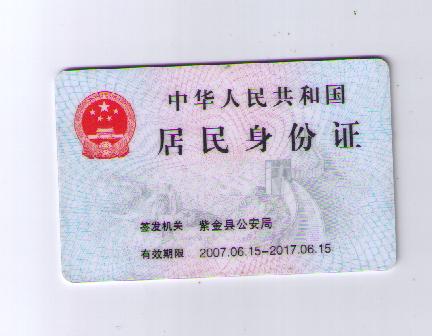 中华人民共和国
居民身份证
签发机关 紫金县公安局
有效期限 2007.06.15-2017.06.15